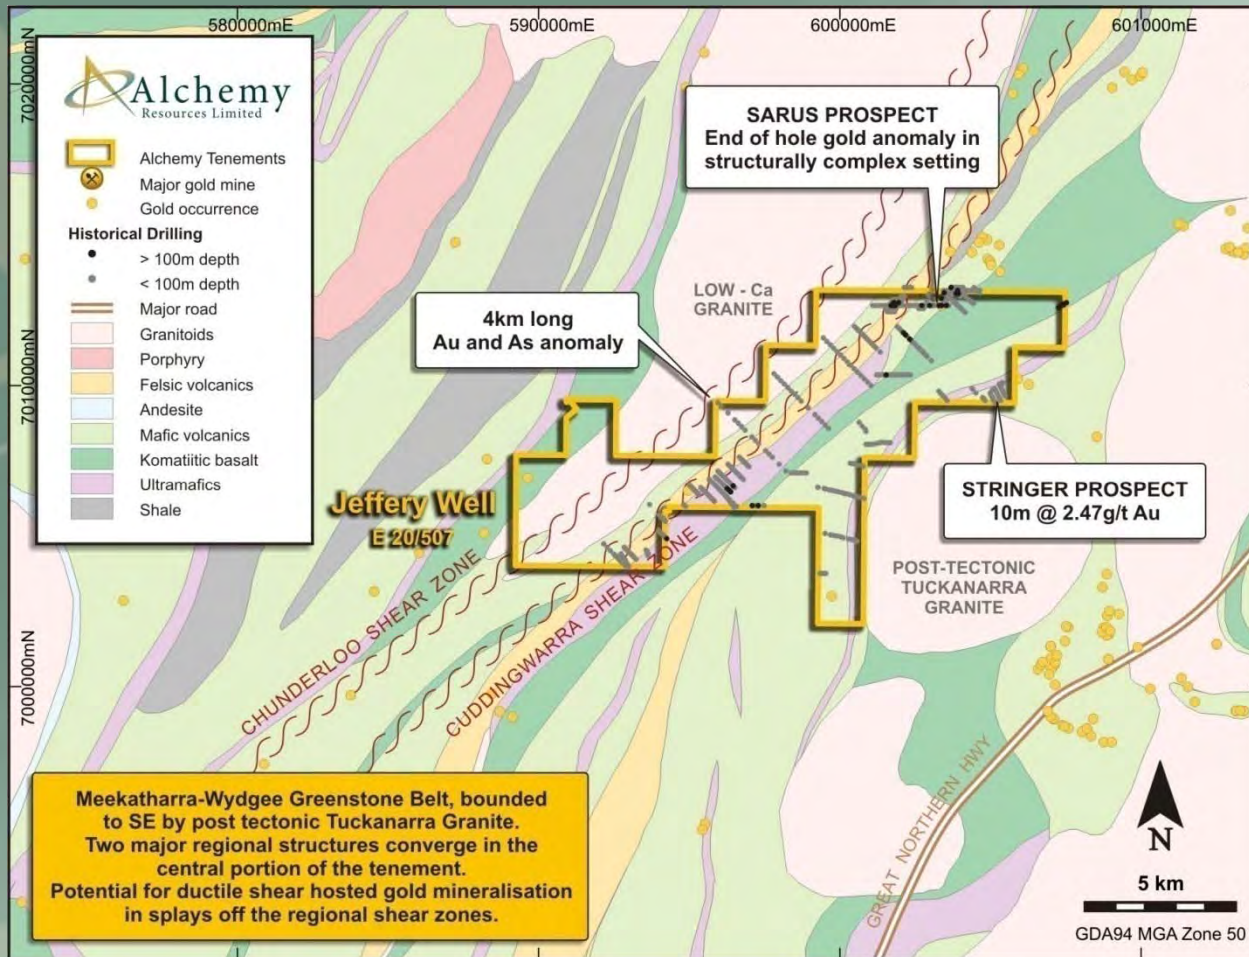 580000mE
590000mE
600000mE
601000mE
7020000mN
7010000mN
7000000mN
Alchemy
Resources Limited
Alchemy Tenements
Major gold mine
Gold occurrence
Historical Drilling
> 100m depth
< 100m depth
Major road
Granitoids
Porphyry
Felsic volcanics
Andesite
Mafic volcanics
Komatiitic basalt
Ultramafics
Shale
SARUS PROSPECT
End of hole gold anomaly in
structurally complex setting
LOW - Ca
GRANITE
4km long
Au and As anomaly
Jeffery Well
E 20/507
STRINGER PROSPECT
10m @ 2.47g/t Au
POST-TECTONIC
TUCKANARRA
GRANITE
CHUNDERLOO SHEAR ZONE
CUDDINGWARRA SHEAR ZONE
GREAT NORTHERN HWY
Meekatharra-Wydgee Greenstone Belt, bounded
to SE by post tectonic Tuckanarra Granite.
Two major regional structures converge in the
central portion of the tenement.
Potential for ductile shear hosted gold mineralisation
in splays off the regional shear zones.
N
5 km
GDA94 MGA Zone 50